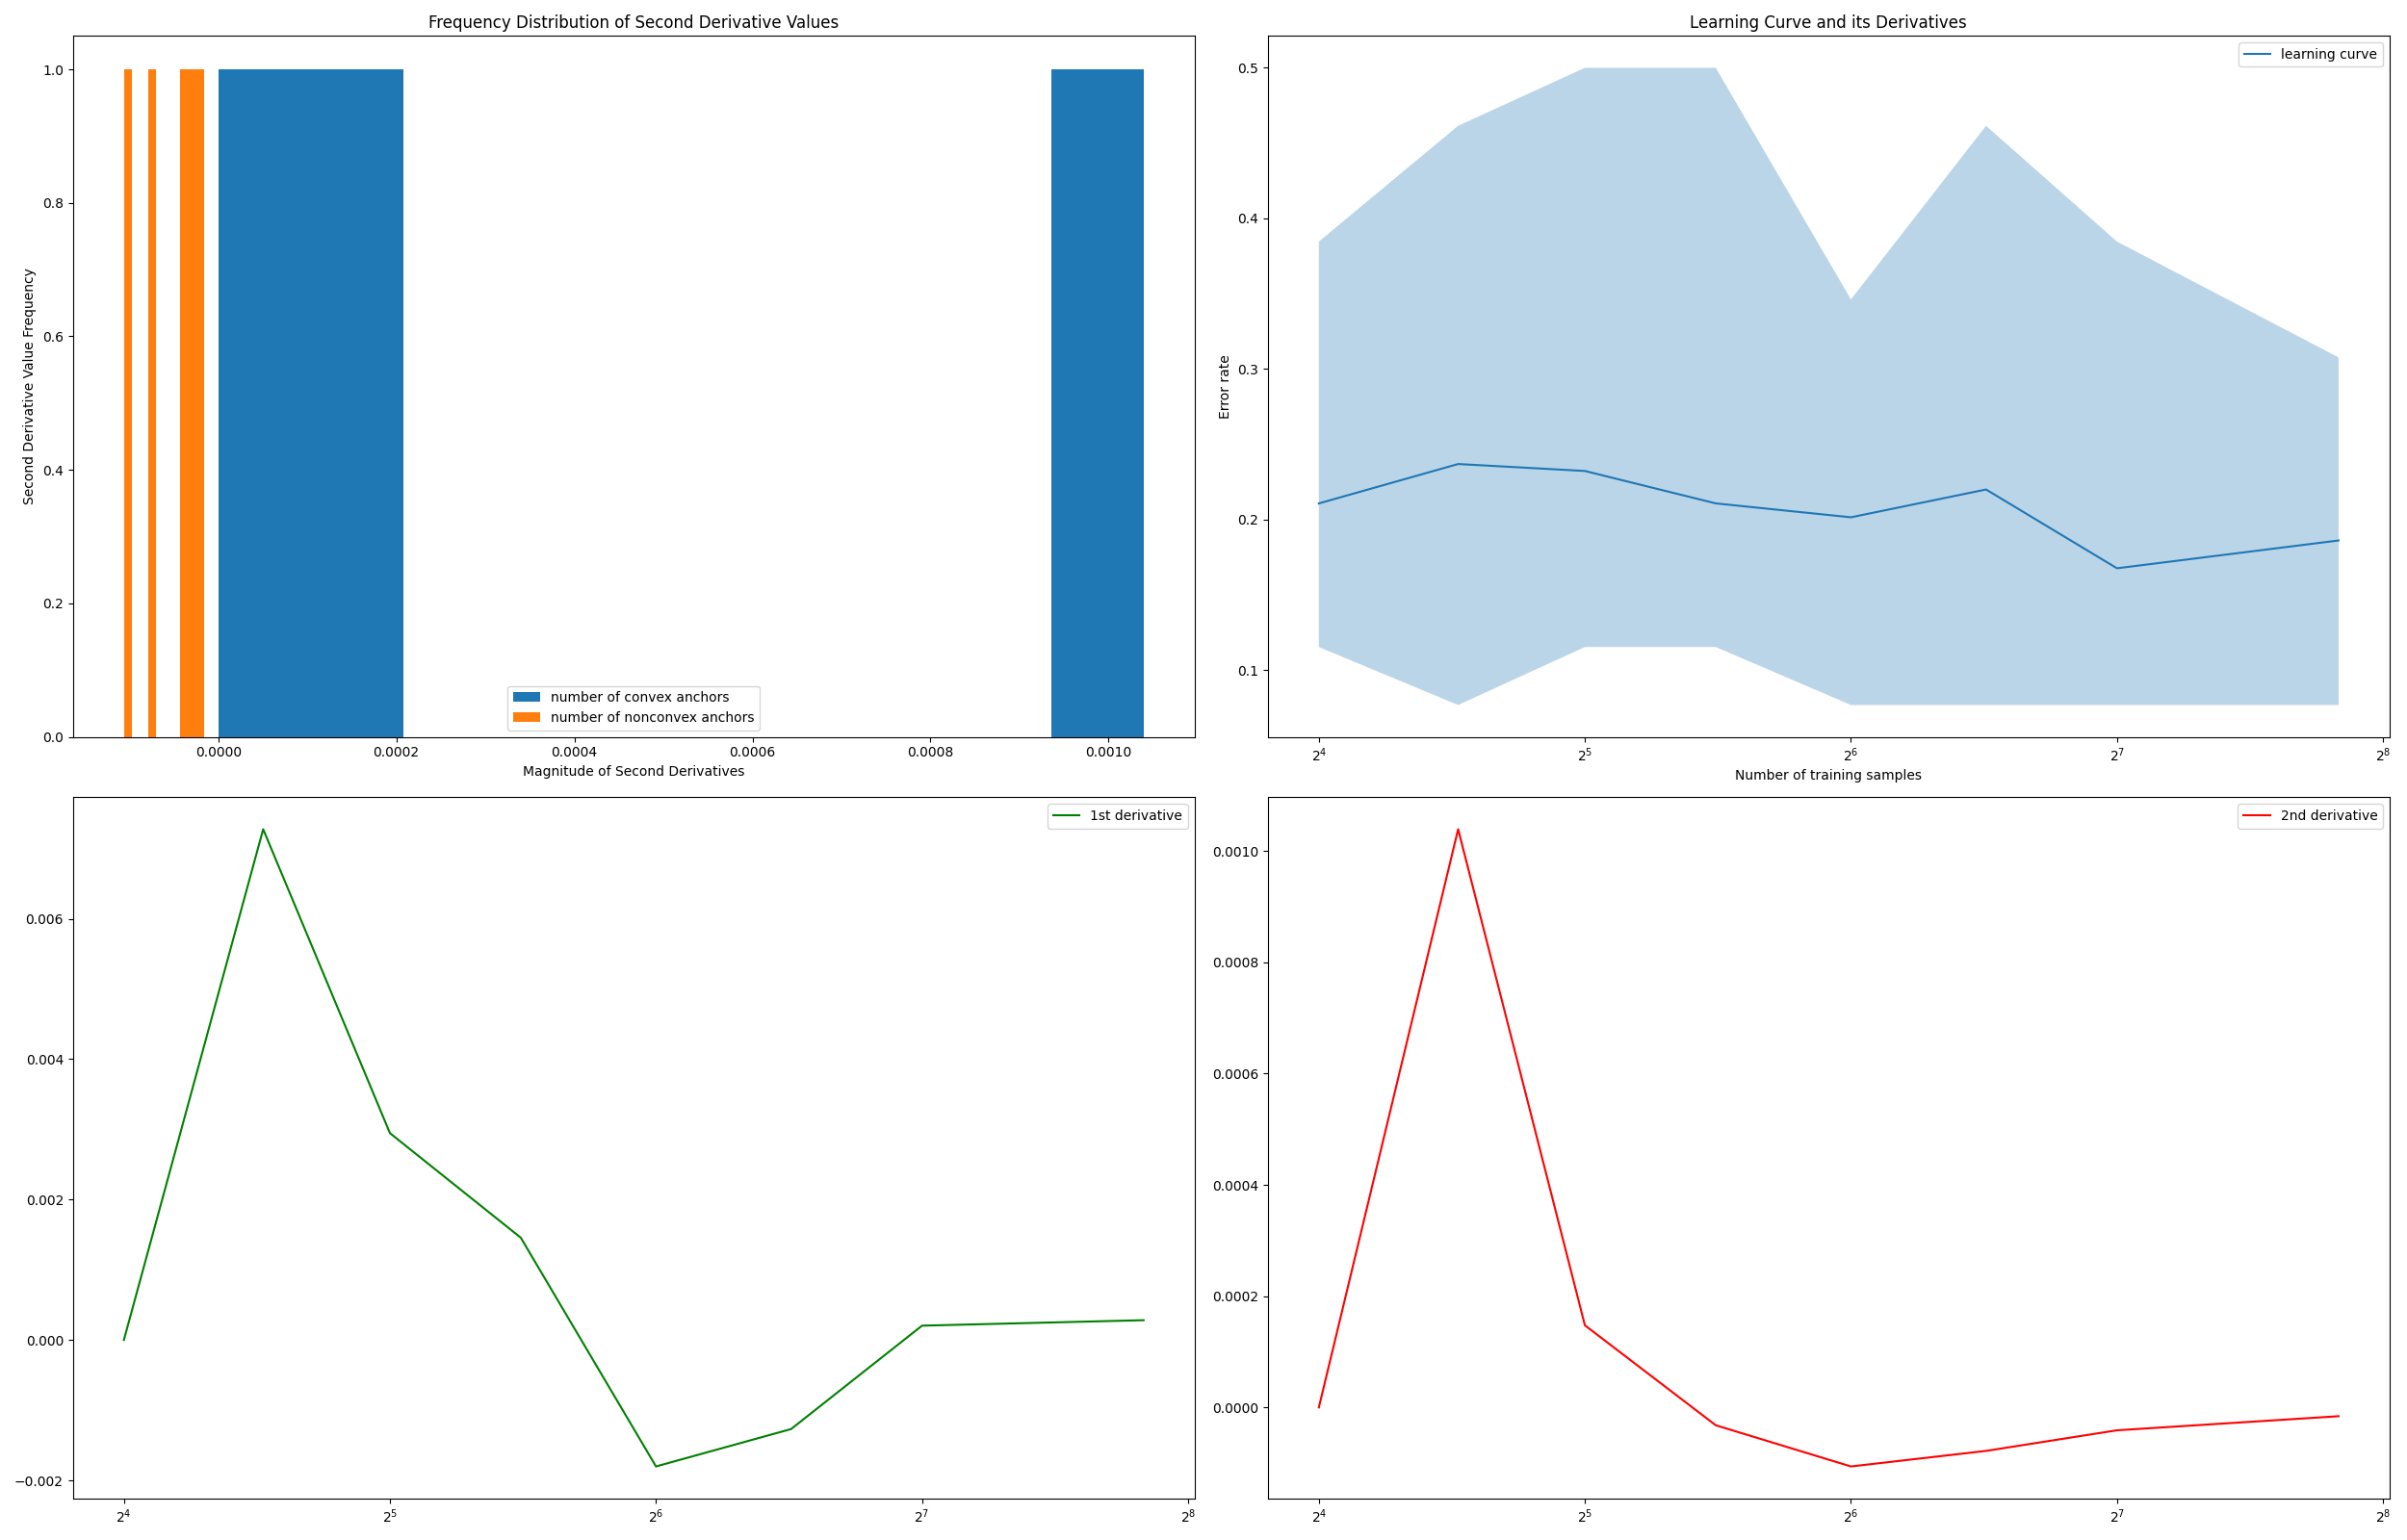 Frequency Distribution of Second Derivative Values
Second Derivative Value Frequency
1.0
0.8
0.6
0.4
0.2
0.0
number of convex anchors
number of nonconvex anchors
0.0000 0.0002 0.0004 0.0006 0.0008 0.0010
Magnitude of Second Derivatives
Learning Curve and its Derivatives
learning curve
Error rate
0.5
0.4
0.3
0.2
0.1
2⁴ 2⁵ 2⁶ 2⁷ 2⁸
Number of training samples
1st derivative
0.006
0.004
0.002
0.000
−0.002
2⁴ 2⁵ 2⁶ 2⁷ 2⁸
2nd derivative
0.0010
0.0008
0.0006
0.0004
0.0002
0.0000
2⁴ 2⁵ 2⁶ 2⁷ 2⁸